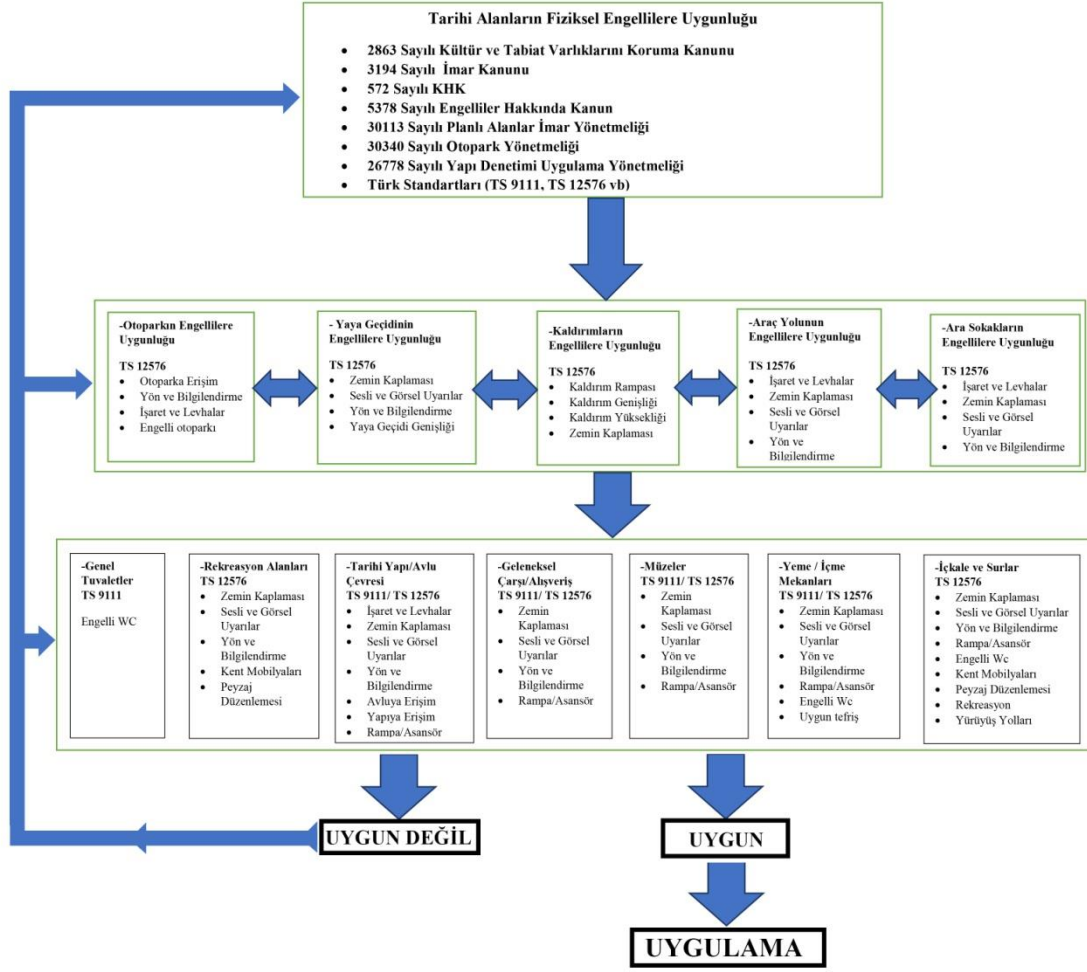 Tarihi Alanların Fiziksel Engellilere Uygunluğu
• 2863 Sayılı Kültür ve Tabiat Varlıklarını Koruma Kanunu
• 3194 Sayılı İmar Kanunu
• 572 Sayılı KHK
• 5378 Sayılı Engelliler Hakkında Kanun
• 30113 Sayılı Planlı Alanlar İmar Yönetmeliği
• 30340 Sayılı Otopark Yönetmeliği
• 26778 Sayılı Yapı Denetimi Uygulama Yönetmeliği
• Türk Standartları (TS 9111, TS 12576 vb)
-Otoparkın Engellilere
Uygunluğu
TS 12576
• Otoparka Erişim
• Yön ve Bilgilendirme
• İşaret ve Levhalar
• Engelli otoparkı
- Yaya Geçidinin
Engellilere Uygunluğu
TS 12576
• Zemin Kaplaması
• Sesli ve Görsel Uyarılar
• Yön ve Bilgilendirme
• Yaya Geçidi Genişliği
-Kaldırımların
Engellilere Uygunluğu
TS 12576
• Kaldırım Rampası
• Kaldırım Genişliği
• Kaldırım Yüksekliği
• Zemin Kaplaması
-Araç Yolunun
Engellilere Uygunluğu
TS 12576
• İşaret ve Levhalar
• Zemin Kaplaması
• Sesli ve Görsel
Uyarılar
• Yön ve
Bilgilendirme
-Ara Sokakların
Engellilere Uygunluğu
TS 12576
• İşaret ve Levhalar
• Zemin Kaplaması
• Sesli ve Görsel
Uyarılar
• Yön ve Bilgilendirme
-Genel
Tuvaletler
TS 9111
Engelli WC
-Rekreasyon Alanları
TS 12576
• Zemin Kaplaması
• Sesli ve Görsel
Uyarılar
• Yön ve
Bilgilendirme
• Kent Mobilyaları
• Peyzaj
Düzenlemesi
-Tarihi Yapı/Avlu
Çevresi
TS 9111/ TS 12576
• İşaret ve Levhalar
• Zemin Kaplaması
• Sesli ve Görsel
Uyarılar
• Yön ve
Bilgilendirme
• Avluya Erişim
• Yapıya Erişim
• Rampa/Asansör
-Geleneksel
Çarşı/Alışveriş
TS 9111/ TS 12576
• Zemin
Kaplaması
• Sesli ve Görsel
Uyarılar
• Yön ve
Bilgilendirme
• Rampa/Asansör
-Müzeler
TS 9111/ TS 12576
• Zemin
Kaplaması
• Sesli ve Görsel
Uyarılar
• Yön ve
Bilgilendirme
• Rampa/Asansör
-Yeme / İçme
Mekanları
TS 9111/ TS 12576
• Zemin Kaplaması
• Sesli ve Görsel
Uyarılar
• Yön ve
Bilgilendirme
• Rampa/Asansör
• Engelli Wc
• Uygun tefriş
-İçkale ve Surlar
TS 12576
• Zemin Kaplaması
• Sesli ve Görsel Uyarılar
• Yön ve Bilgilendirme
• Rampa/Asansör
• Engelli Wc
• Kent Mobilyaları
• Peyzaj Düzenlemesi
• Rekreasyon
• Yürüyüş Yolları
UYGUN DEĞİL
UYGUN
UYGULAMA